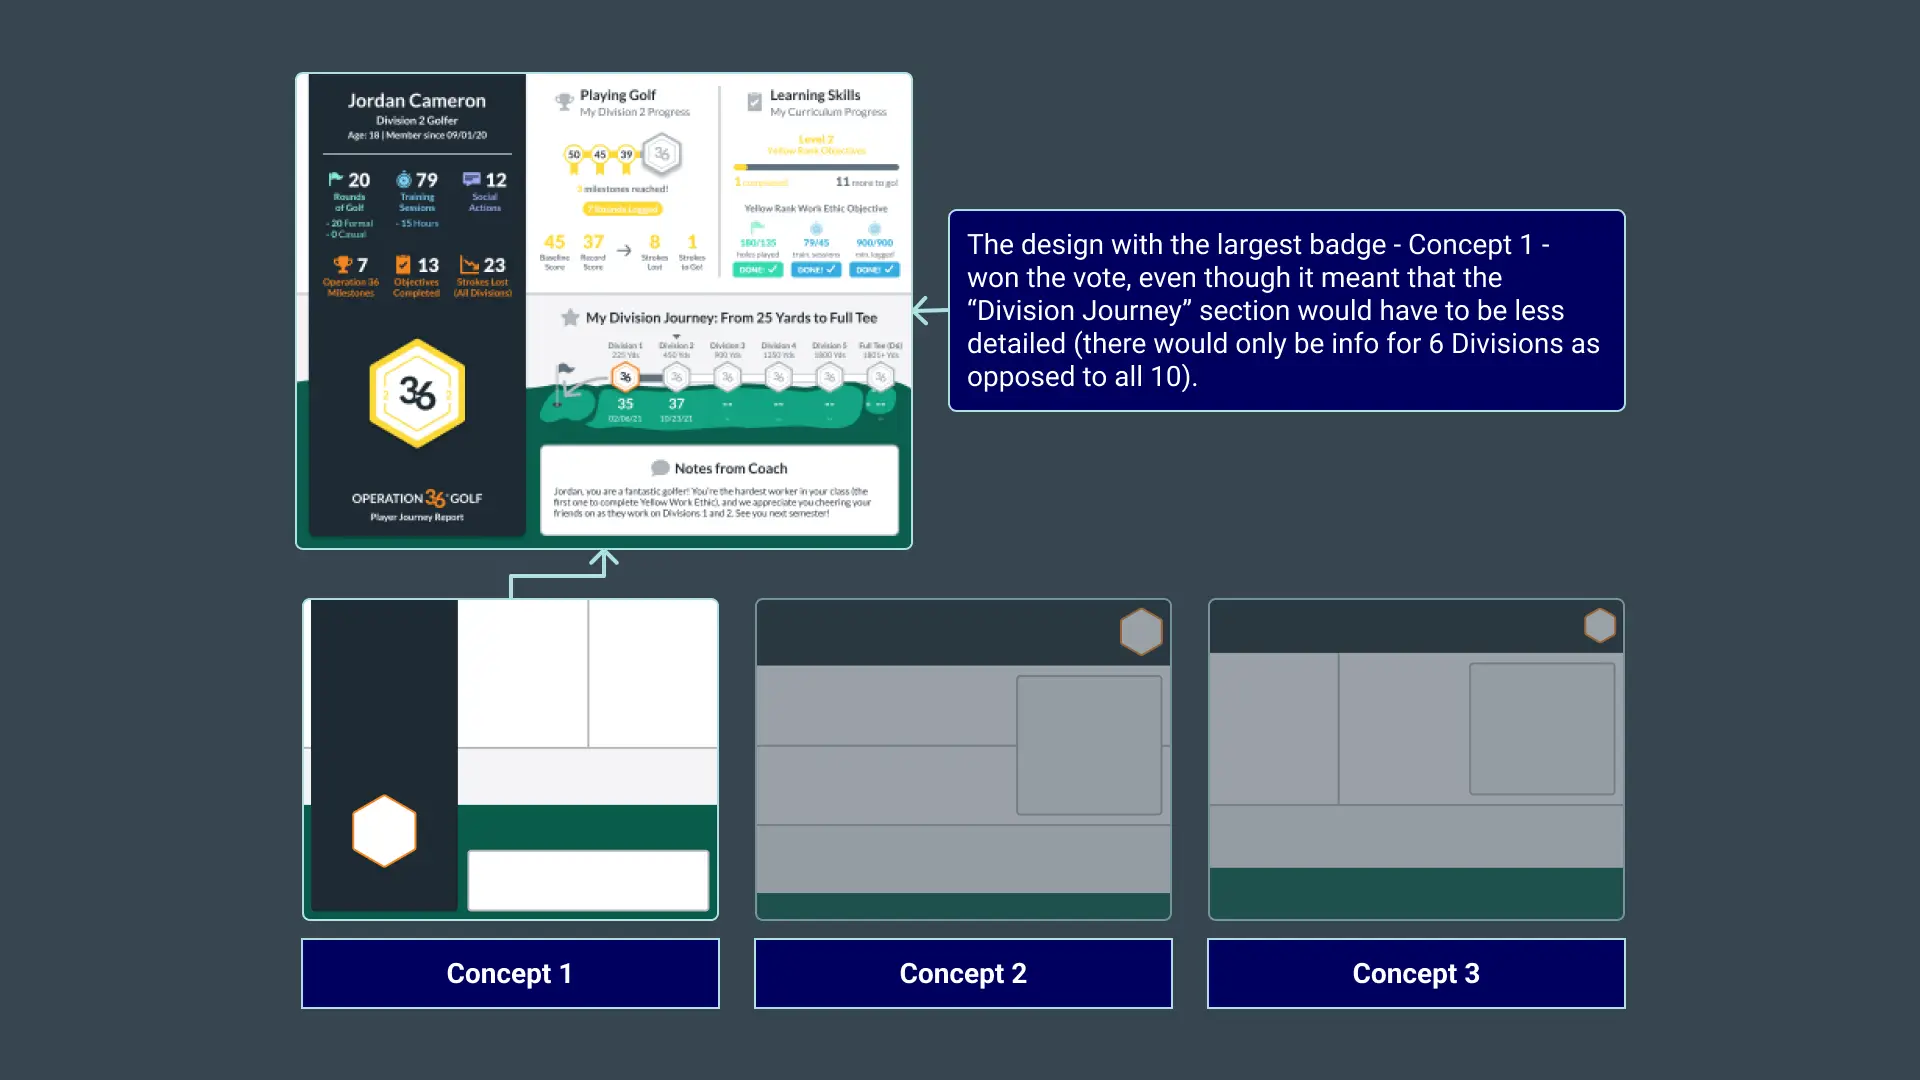 Jordan Cameron
Division 2 Golfer
Age: 18 | Member since 09/01/20
20
Rounds
of Golf
- 20 Formal
- 0 Casual
79
Training
Sessions
- 15 Hours
12
Social
Actions
7
Operation 36
Milestones
13
Objectives
Completed
23
Strokes Lost
(All Divisions)
2 36 2
OPERATION 36 GOLF
Player Journey Report
Playing Golf
My Division 2 Progress
50 45 39 36
3 milestones reached!
7 Rounds Logged
45
Baseline
Score
37
Record
Score
8
Strokes
Lost
1
Strokes
to Go!
Learning Skills
My Curriculum Progress
Level 2
Yellow Rank Objectives
1 completed
11 more to go!
Yellow Rank Work Ethic Objective
180/135
holes played
DONE!
79/45
train. sessions
DONE!
900/900
min. logged
DONE!
My Division Journey: From 25 Yards to Full Tee
Division 1
225 Yds
36
35
02/06/21
Division 2
450 Yds
36
37
10/23/21
Division 3
900 Yds
36
--
Division 4
1350 Yds
36
--
Division 5
1800 Yds
36
--
Full Tee (D6)
1801+ Yds
36
--
Notes from Coach
Jordan, you are a fantastic golfer! You're the hardest worker in your class (the
first one to complete Yellow Work Ethic), and we appreciate you cheering your
friends on as they work on Divisions 1 and 2. See you next semester!
The design with the largest badge - Concept 1 -
won the vote, even though it meant that the
“Division Journey” section would have to be less
detailed (there would only be info for 6 Divisions as
opposed to all 10).
Concept 1
Concept 2
Concept 3